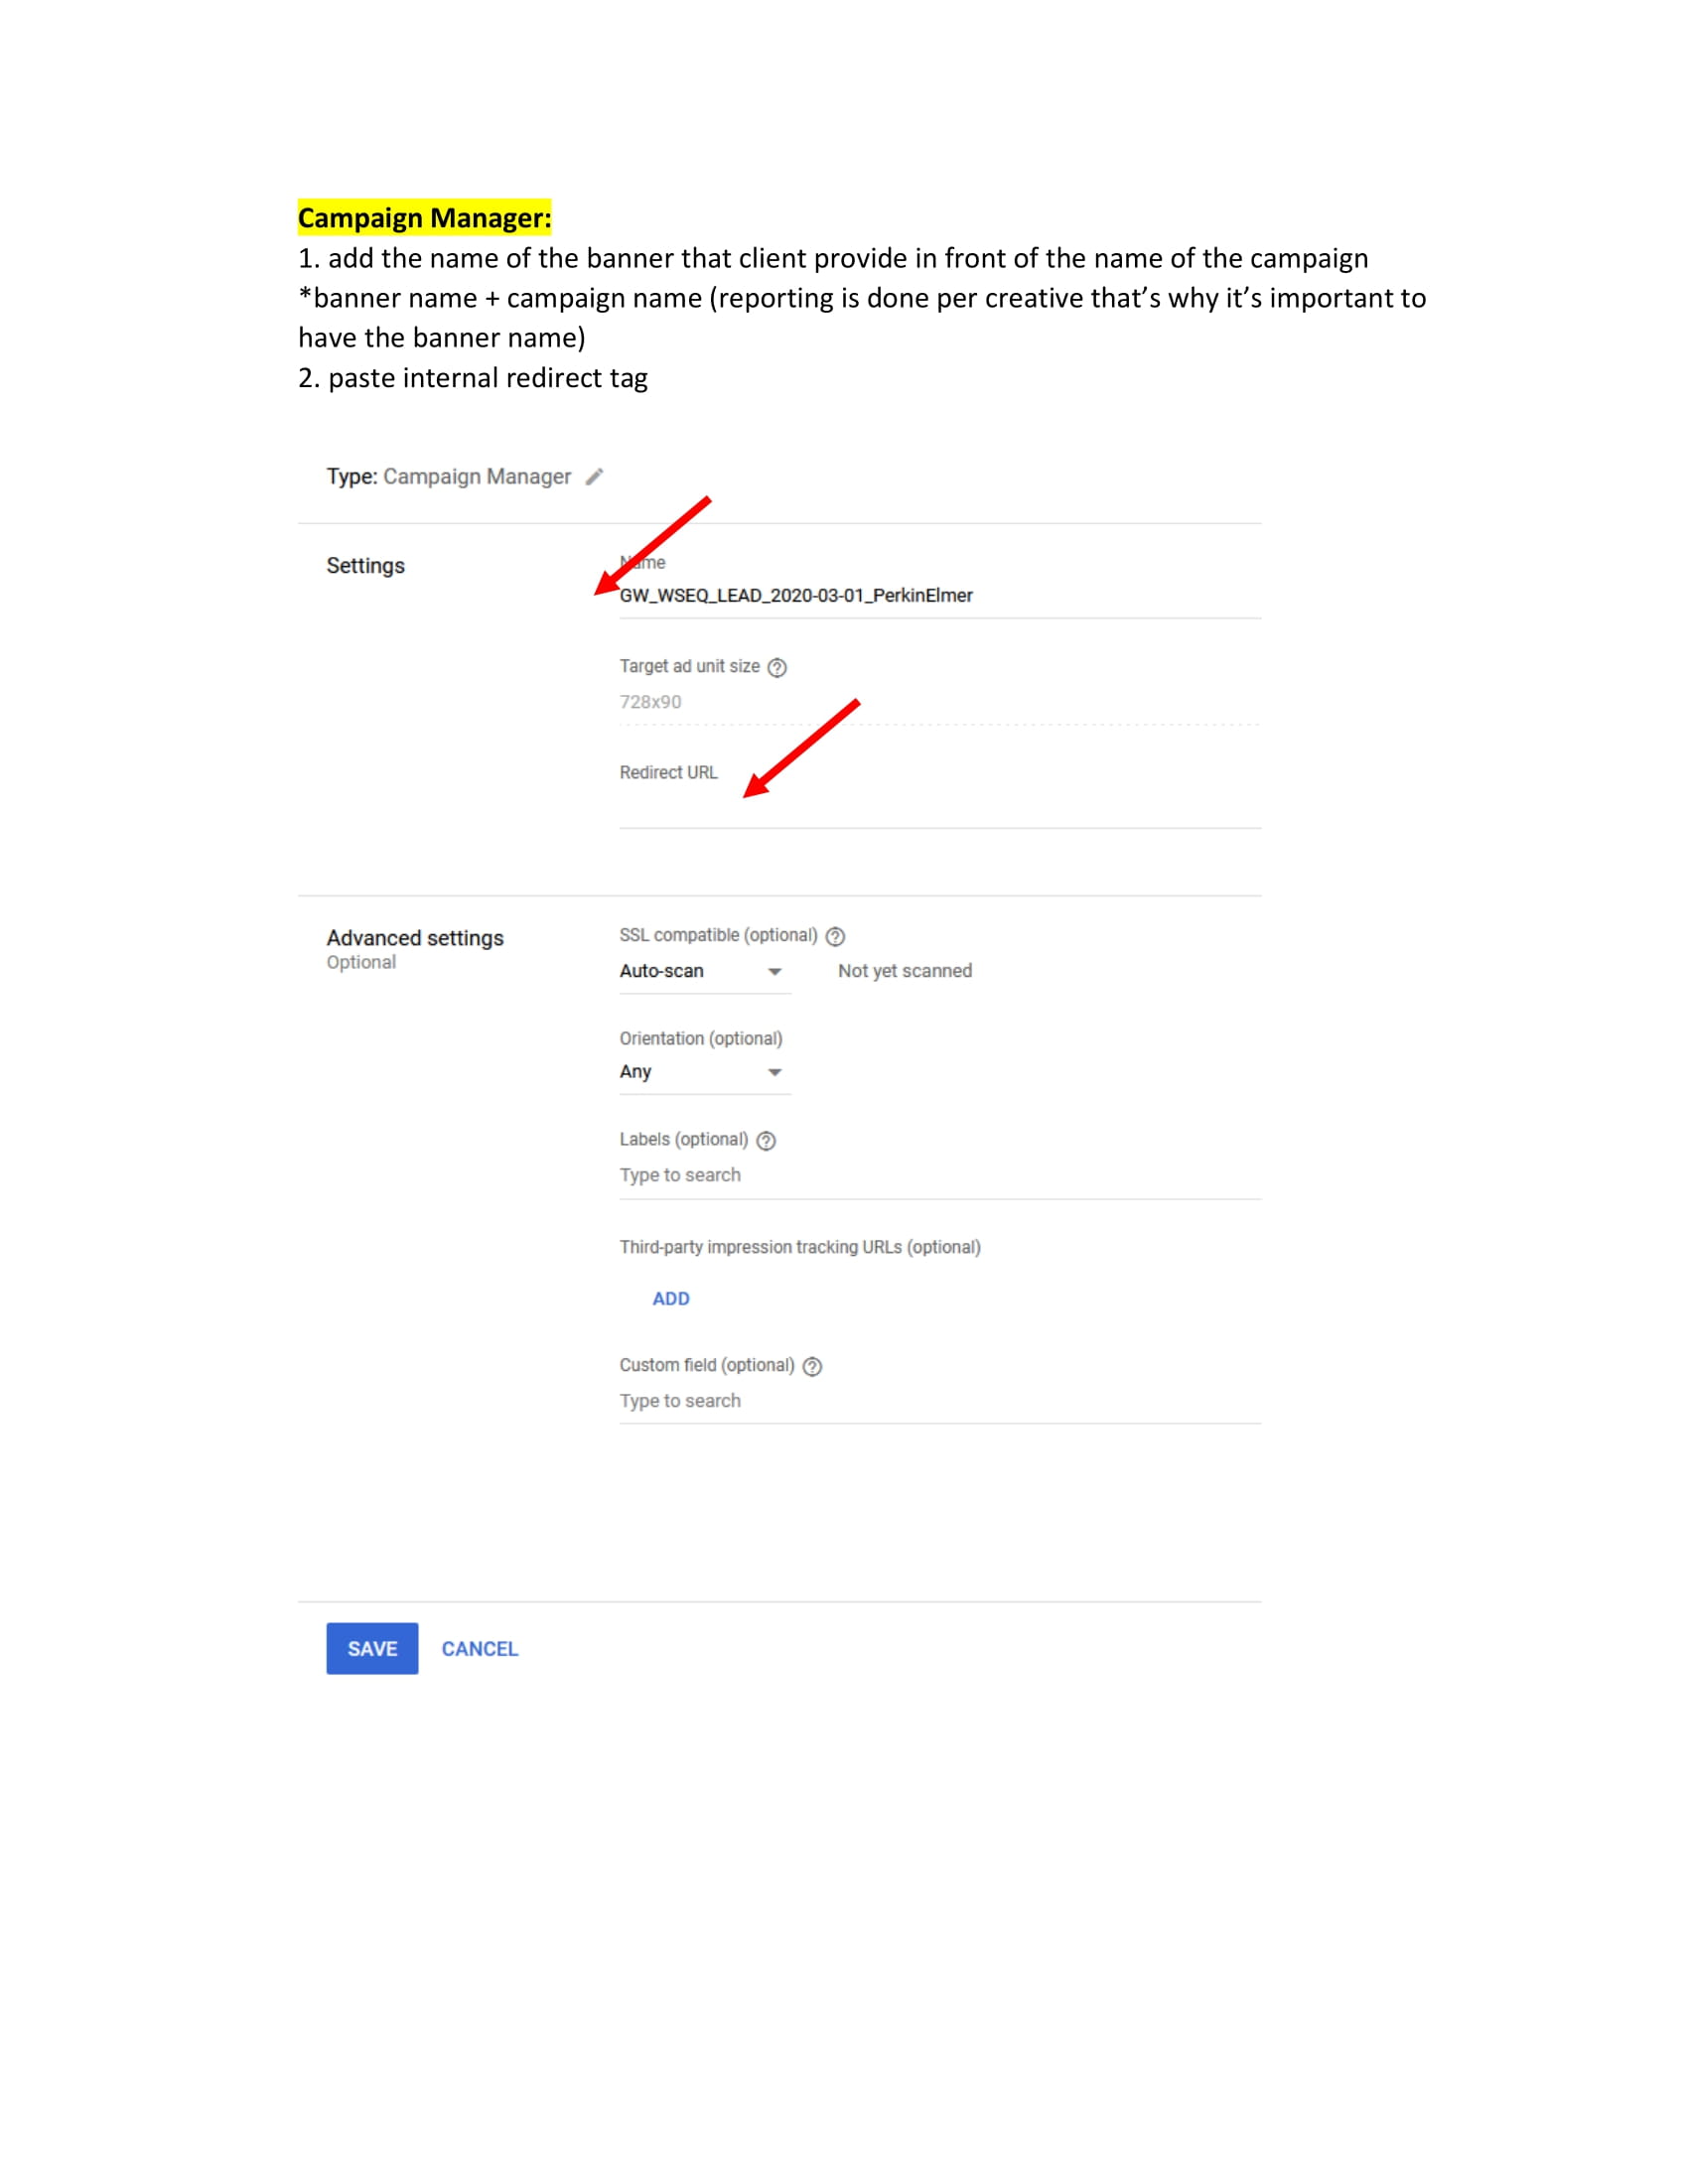 Campaign Manager:
1. add the name of the banner that client provide in front of the name of the campaign
*banner name + campaign name (reporting is done per creative that’s why it’s important to
have the banner name)
2. paste internal redirect tag
Type: Campaign Manager
Settings
Name
GW_WSEQ_LEAD_2020-03-01_PerkinElmer
Target ad unit size
728x90
Redirect URL
Advanced settings
Optional
SSL compatible (optional)
Auto-scan Not yet scanned
Orientation (optional)
Any
Labels (optional)
Type to search
Third-party impression tracking URLs (optional)
ADD
Custom field (optional)
Type to search
SAVE CANCEL